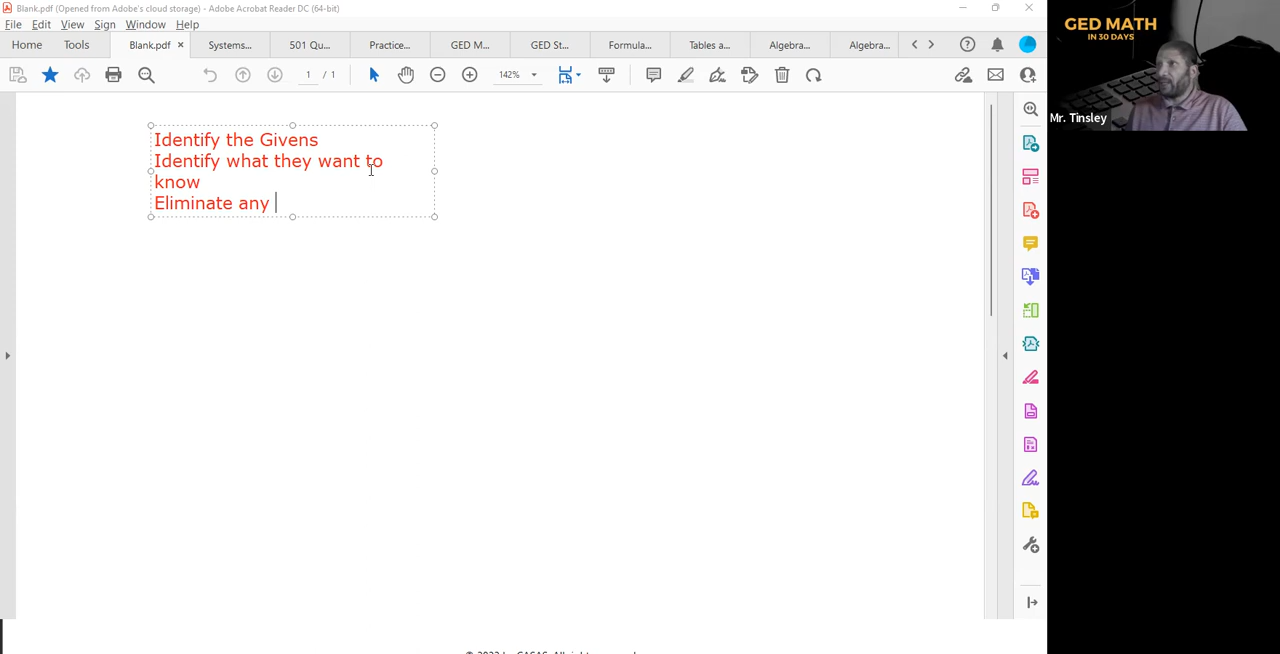 Blank.pdf (Opened from Adobe's cloud storage) - Adobe Acrobat Reader DC (64-bit)
File Edit View Sign Window Help
Home Tools Blank.pdf × Systems... 501 Qu... Practice... GED M... GED St... Formula... Tables a... Algebra... Algebra...
1 / 1 142%
GED MATH
IN 30 DAYS
Mr. Tinsley
Identify the Givens
Identify what they want to
know
Eliminate any